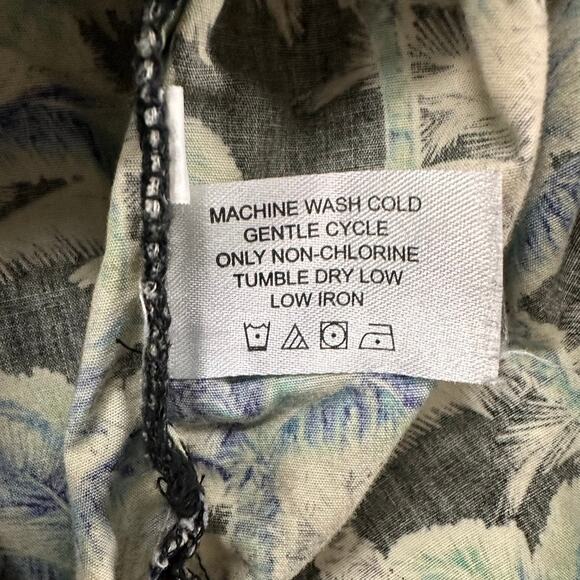 MACHINE WASH COLD
GENTLE CYCLE
ONLY NON-CHLORINE
TUMBLE DRY LOW
LOW IRON